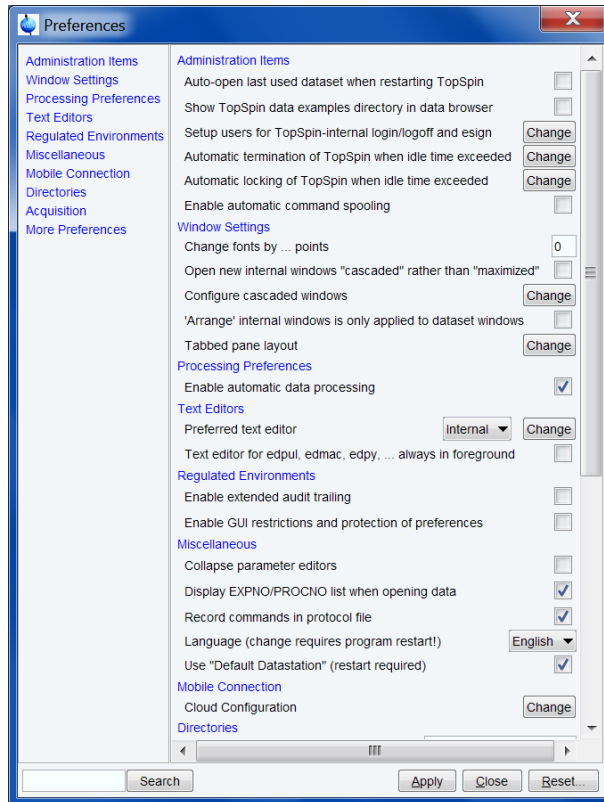 Preferences
Administration Items
Window Settings
Processing Preferences
Text Editors
Regulated Environments
Miscellaneous
Mobile Connection
Directories
Acquisition
More Preferences
Administration Items
Auto-open last used dataset when restarting TopSpin
Show TopSpin data examples directory in data browser
Setup users for TopSpin-internal login/logoff and esign Change
Automatic termination of TopSpin when idle time exceeded Change
Automatic locking of TopSpin when idle time exceeded Change
Enable automatic command spooling
Window Settings
Change fonts by ... points 0
Open new internal windows "cascaded" rather than "maximized"
Configure cascaded windows Change
'Arrange' internal windows is only applied to dataset windows
Tabbed pane layout Change
Processing Preferences
Enable automatic data processing
Text Editors
Preferred text editor Internal Change
Text editor for edpul, edmac, edpy, ... always in foreground
Regulated Environments
Enable extended audit trailing
Enable GUI restrictions and protection of preferences
Miscellaneous
Collapse parameter editors
Display EXPNO/PROCNO list when opening data
Record commands in protocol file
Language (change requires program restart!) English
Use "Default Datastation" (restart required)
Mobile Connection
Cloud Configuration Change
Directories
Search Apply Close Reset...